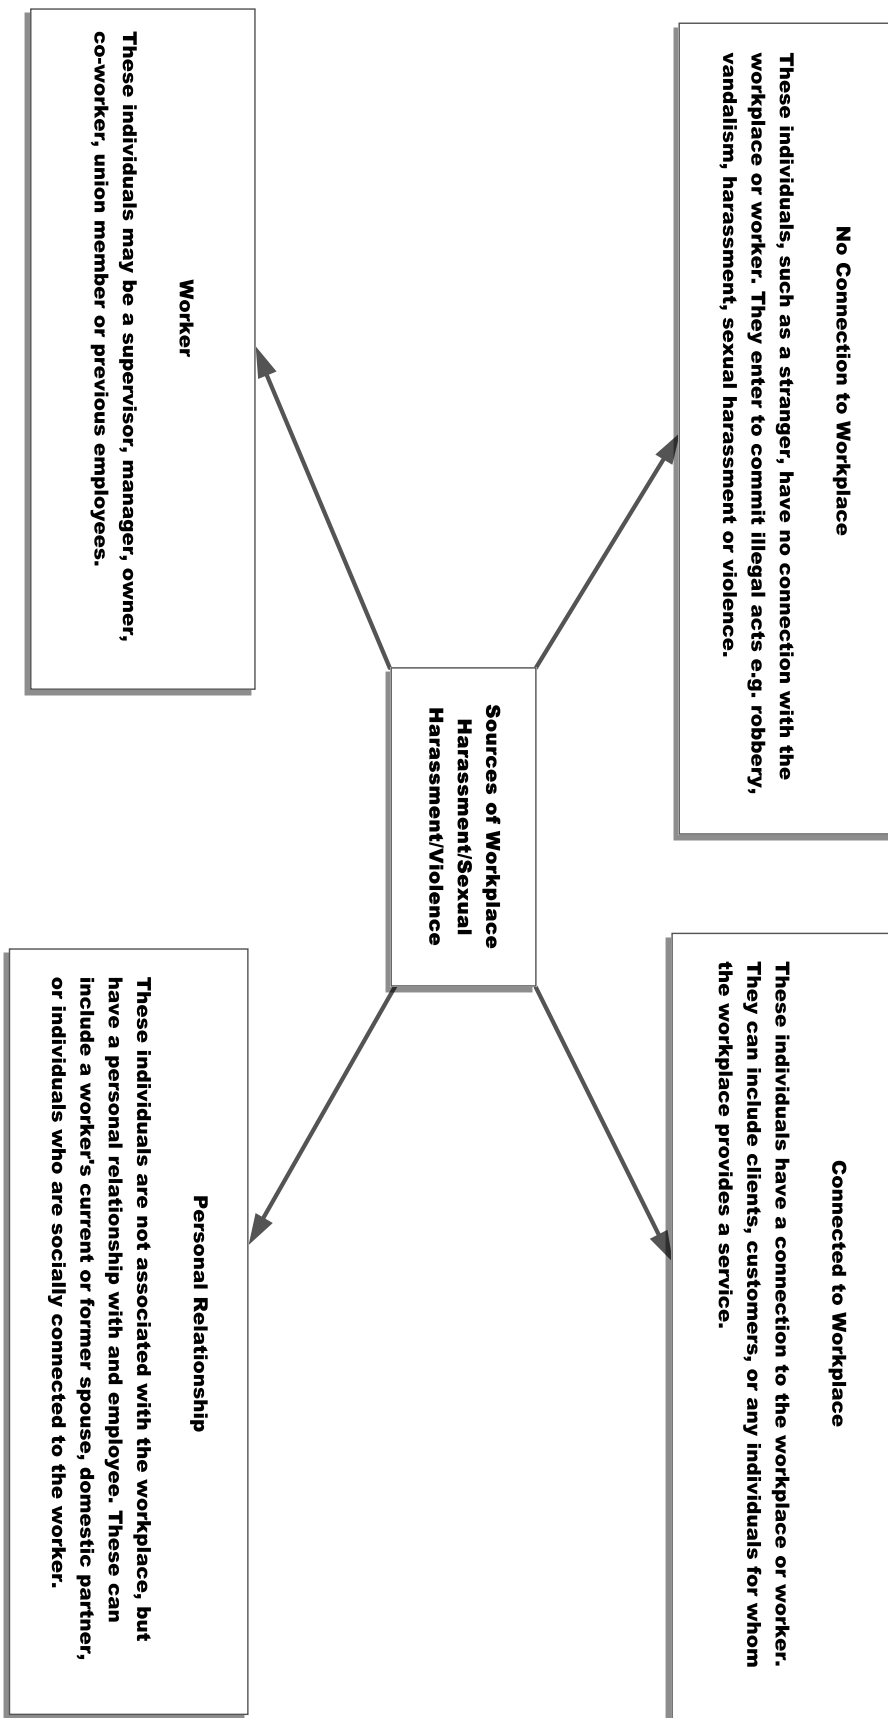 No Connection to Workplace
These individuals, such as a stranger, have no connection with the
workplace or worker. They enter to commit illegal acts e.g. robbery,
vandalism, harassment, sexual harassment or violence.
Connected to Workplace
These individuals have a connection to the workplace or worker.
They can include clients, customers, or any individuals for whom
the workplace provides a service.
Sources of Workplace
Harassment/Sexual
Harassment/Violence
Worker
These individuals may be a supervisor, manager, owner,
co-worker, union member or previous employees.
Personal Relationship
These individuals are not associated with the workplace, but
have a personal relationship with and employee. These can
include a worker's current or former spouse, domestic partner,
or individuals who are socially connected to the worker.